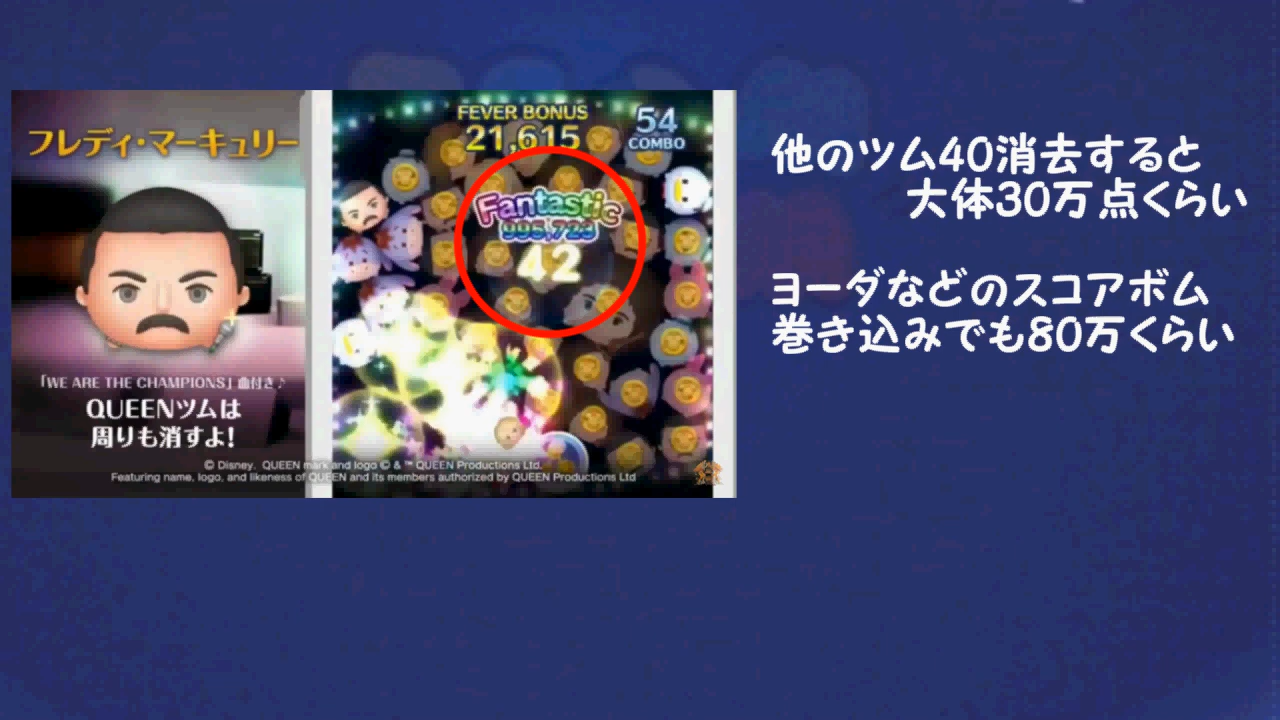 フレディ・マーキュリー
「WE ARE THE CHAMPIONS」曲付き♪
QUEENツムは
周りも消すよ!
FEVER BONUS
21,615
54
COMBO
Fantastic
42
© Disney. QUEEN mark and logo © & ™ QUEEN Productions Ltd.
Featuring name, logo, and likeness of QUEEN and its members authorized by QUEEN Productions Ltd
他のツム40消去すると
大体30万点くらい
ヨーダなどのスコアボム
巻き込みでも80万くらい